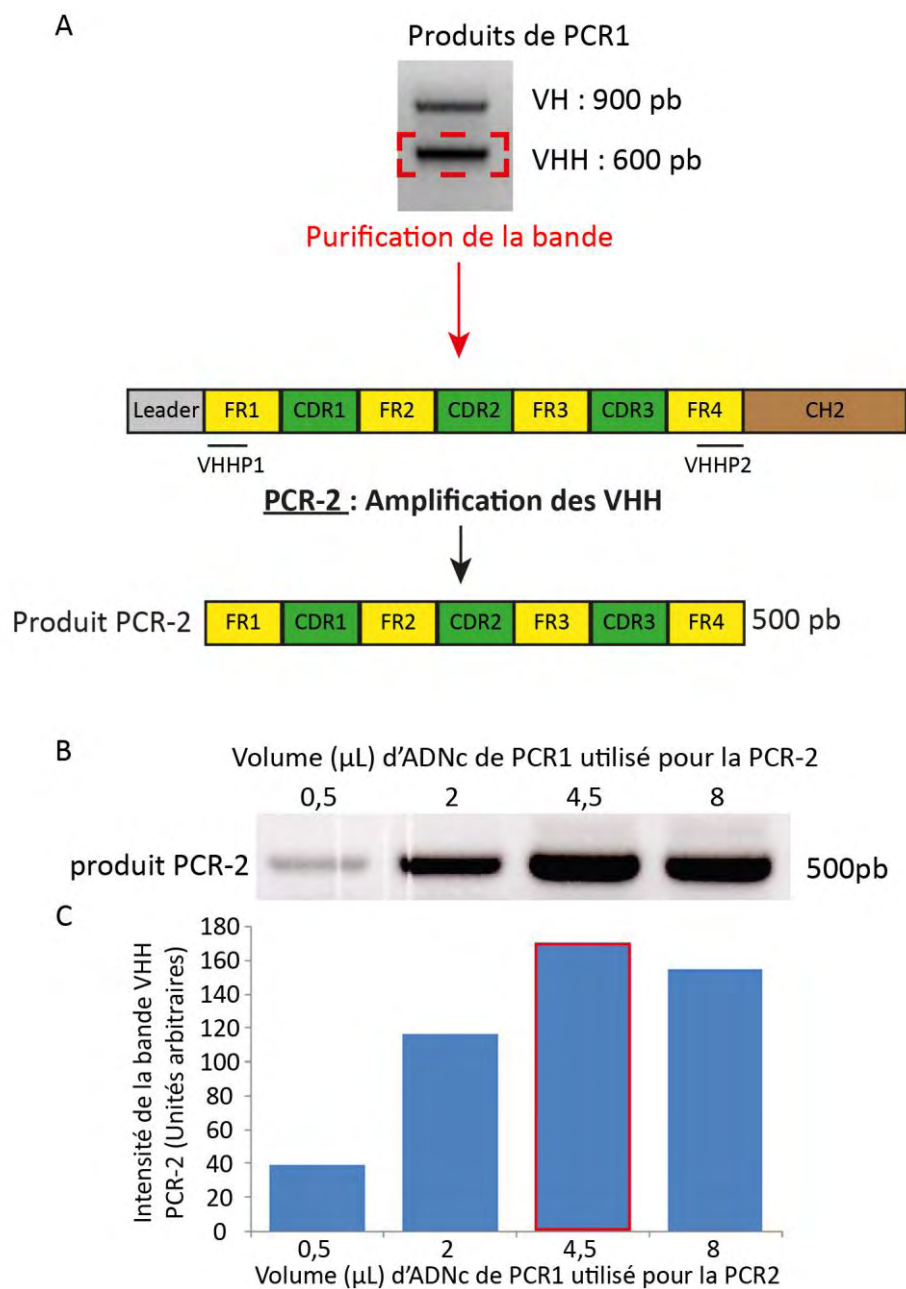 A
Produits de PCR1
VH : 900 pb
VHH : 600 pb
Purification de la bande
Leader FR1 CDR1 FR2 CDR2 FR3 CDR3 FR4 CH2
VHHP1 VHHP2
PCR-2 : Amplification des VHH
Produit PCR-2 FR1 CDR1 FR2 CDR2 FR3 CDR3 FR4 500 pb
B
Volume (µL) d’ADNc de PCR1 utilisé pour la PCR-2
0,5 2 4,5 8
produit PCR-2 500pb
C
Intensité de la bande VHH
PCR-2 (Unités arbitraires)
180
160
140
120
100
80
60
40
20
0
0,5 2 4,5 8
Volume (µL) d’ADNc de PCR1 utilisé pour la PCR2